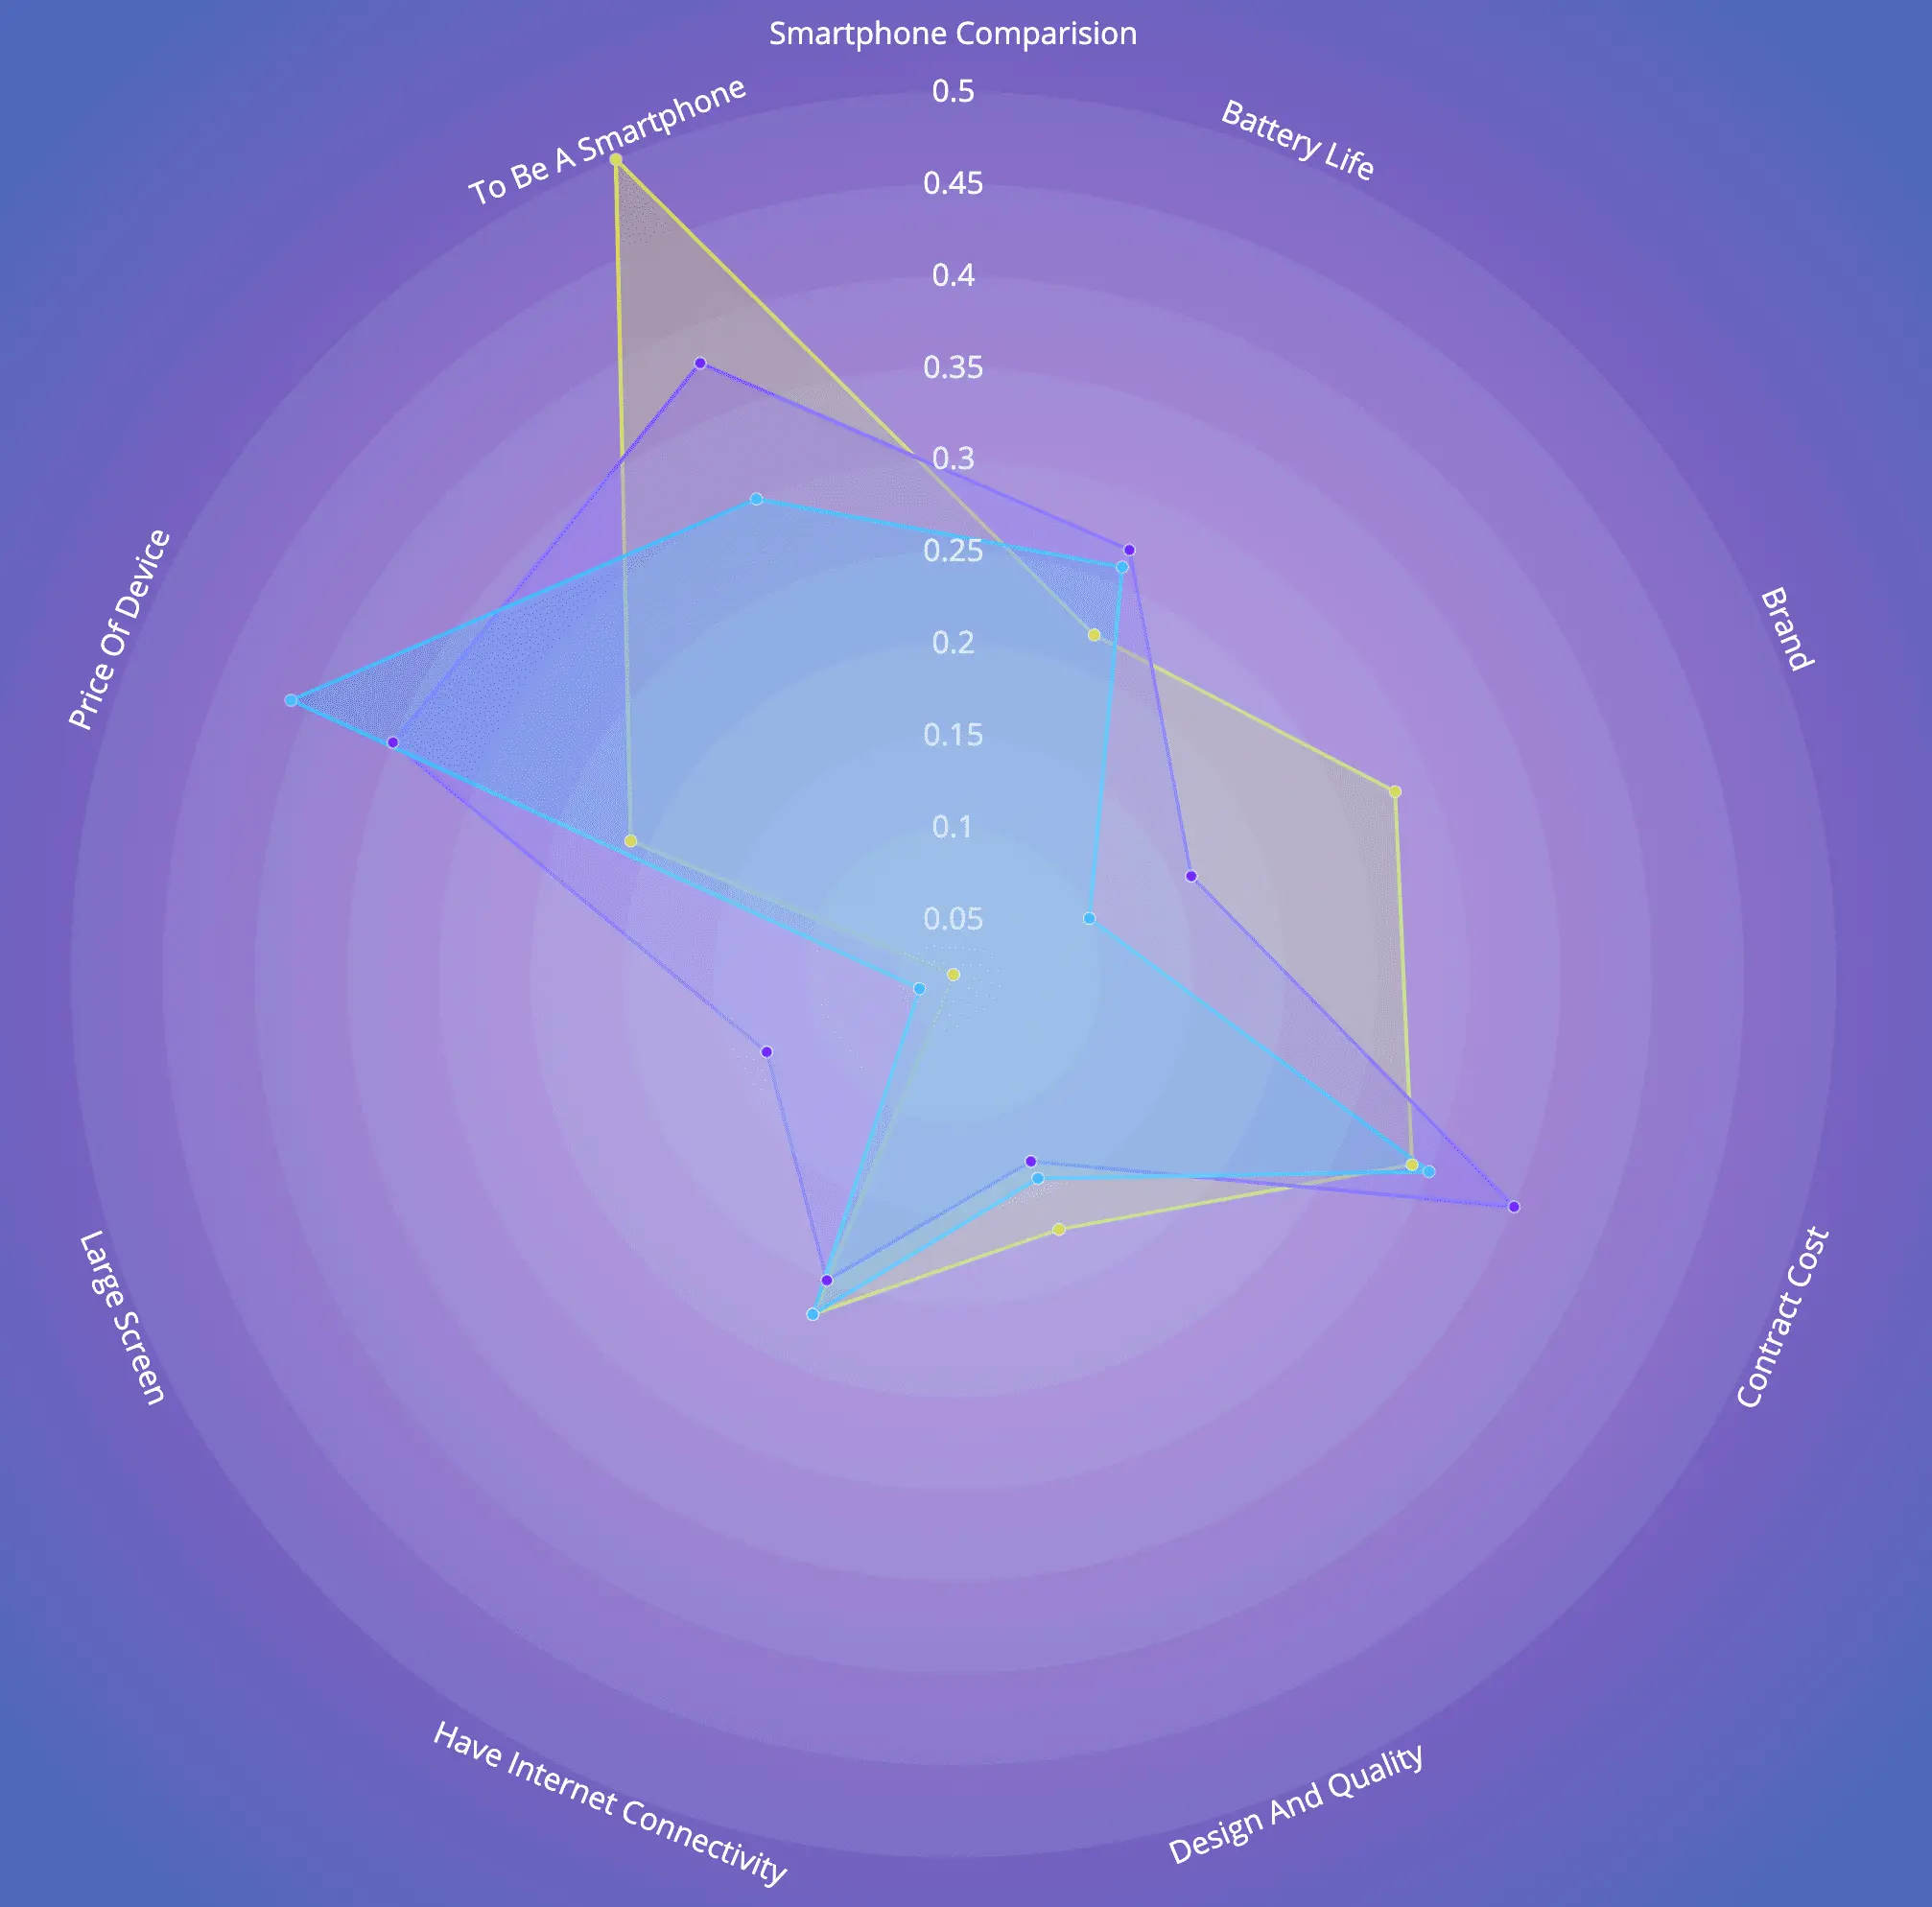 Smartphone Comparision
0.5
0.45
0.4
0.35
0.3
0.25
0.2
0.15
0.1
0.05
Battery Life
Brand
Contract Cost
Design And Quality
Have Internet Connectivity
Large Screen
Price Of Device
To Be A Smartphone